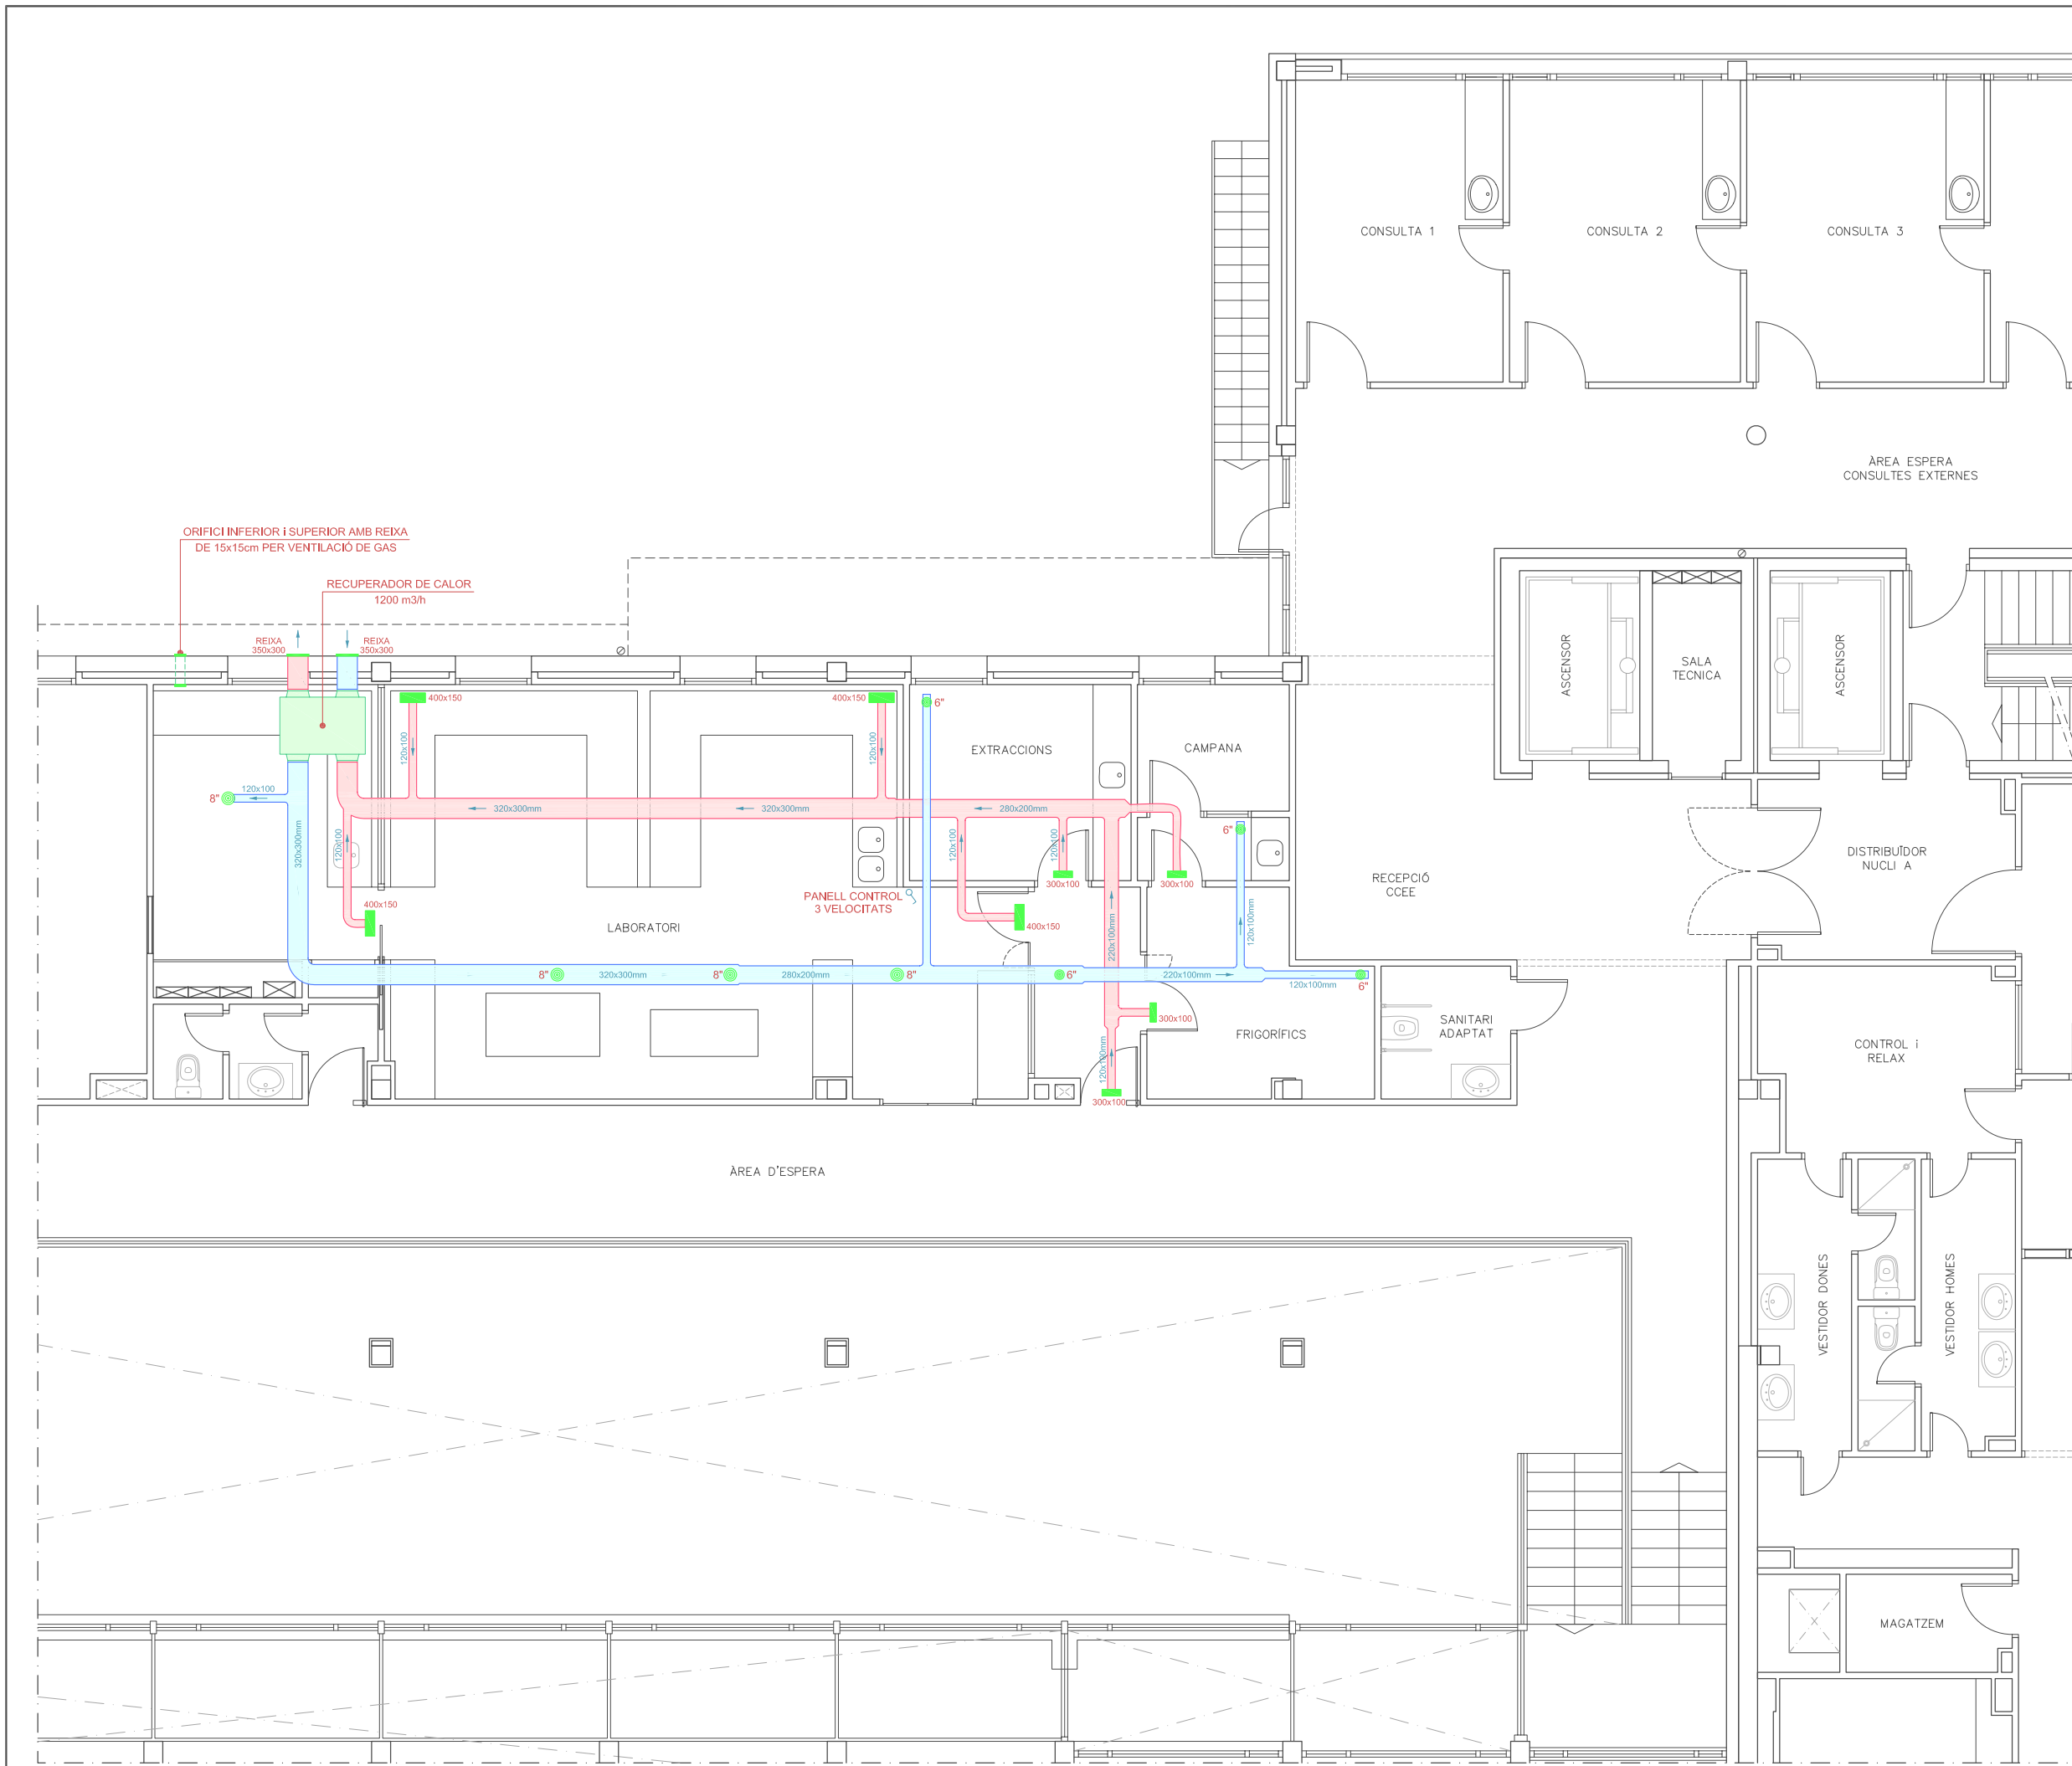 CONSULTA 1
CONSULTA 2
CONSULTA 3
ÀREA ESPERA
CONSULTES EXTERNES
ORIFICI INFERIOR i SUPERIOR AMB REIXA
DE 15x15cm PER VENTILACIÓ DE GAS
RECUPERADOR DE CALOR
1200 m3/h
REIXA
350x300
REIXA
350x300
ASCENSOR
SALA
TECNICA
ASCENSOR
400x150
400x150
6"
120x100
120x100
EXTRACCIONS
CAMPANA
8"
120x100
320x300mm
320x300mm
280x200mm
320x300mm
120x100
120x100
120x100
6"
DISTRIBUÏDOR
NUCLI A
300x100
300x100
RECEPCIÓ
CCEE
PANELL CONTROL
3 VELOCITATS
400x150
400x150
LABORATORI
220x100mm
120x100mm
8"
320x300mm
8"
280x200mm
8"
6"
220x100mm
120x100mm
6"
300x100
FRIGORÍFICS
SANITARI
ADAPTAT
120x100mm
300x100
CONTROL i
RELAX
ÀREA D'ESPERA
VESTIDOR DONES
VESTIDOR HOMES
MAGATZEM